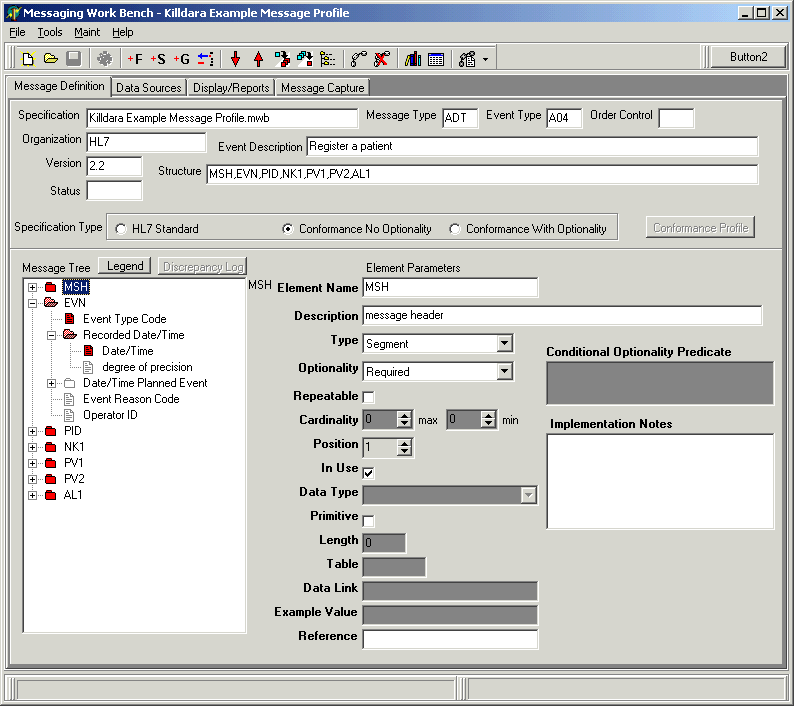 Messaging Work Bench - Killdara Example Message Profile
File Tools Maint Help
+F +S +G Button2
Message Definition Data Sources Display/Reports Message Capture
Specification Killdara Example Message Profile.mwb Message Type ADT Event Type A04 Order Control
Organization HL7 Event Description Register a patient
Version 2.2 Structure MSH,EVN,PID,NK1,PV1,PV2,AL1
Status
Specification Type HL7 Standard Conformance No Optionality Conformance With Optionality Conformance Profile
Message Tree Legend Discrepancy Log Element Parameters
MSH
EVN
Event Type Code
Recorded Date/Time
Date/Time
degree of precision
Date/Time Planned Event
Event Reason Code
Operator ID
PID
NK1
PV1
PV2
AL1
MSH Element Name MSH
Description message header
Type Segment
Optionality Required
Repeatable
Cardinality 0 max 0 min
Position 1
In Use
Data Type
Primitive
Length 0
Table
Data Link
Example Value
Reference
Conditional Optionality Predicate
Implementation Notes